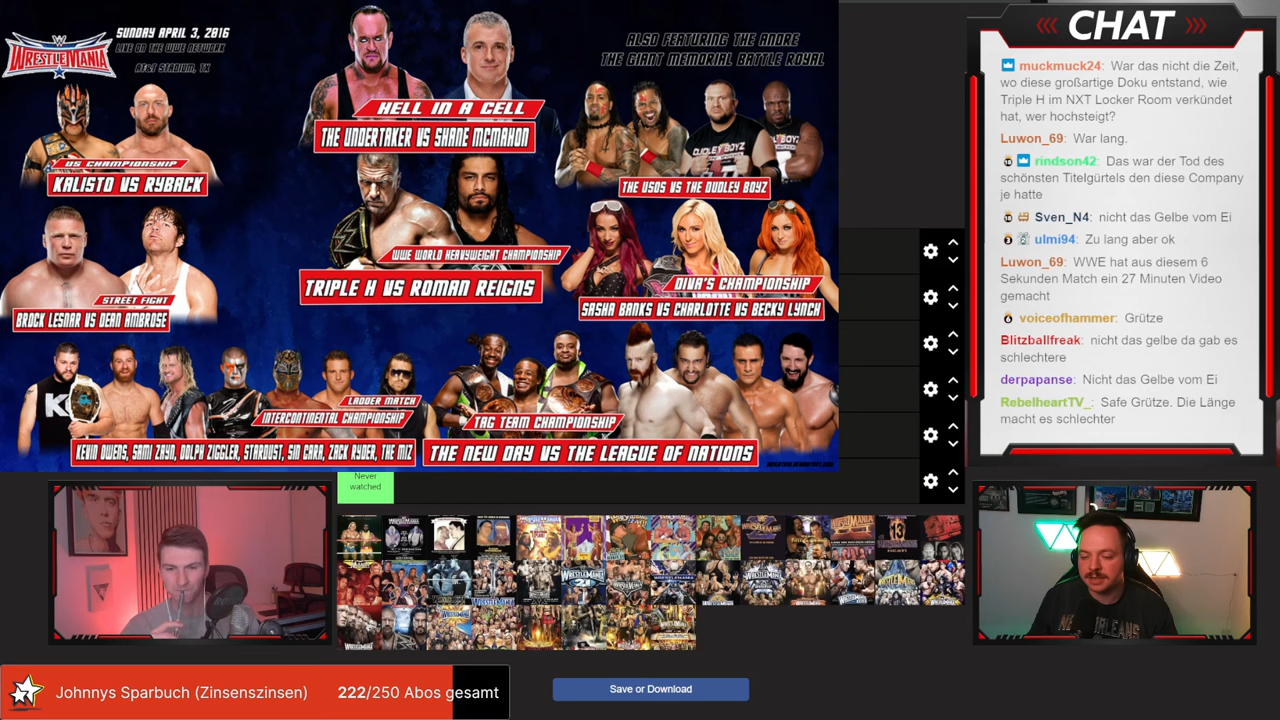 WRESTLEMANIA
SUNDAY APRIL 3, 2016
LIVE ON THE WWE NETWORK
AT&T STADIUM, TX
ALSO FEATURING THE ANDRE
THE GIANT MEMORIAL BATTLE ROYAL
HELL IN A CELL
THE UNDERTAKER VS SHANE MCMAHON
US CHAMPIONSHIP
KALISTO VS RYBACK
DUDLEY BOYZ
THE USOS VS THE DUDLEY BOYZ
WWE WORLD HEAVYWEIGHT CHAMPIONSHIP
TRIPLE H VS ROMAN REIGNS
STREET FIGHT
BROCK LESNAR VS DEAN AMBROSE
DIVA'S CHAMPIONSHIP
SASHA BANKS VS CHARLOTTE VS BECKY LYNCH
LADDER MATCH
INTERCONTINENTAL CHAMPIONSHIP
KEVIN OWENS, SAMI ZAYN, DOLPH ZIGGLER, STARDUST, SIN CARA, ZACK RYDER, THE MIZ
TAG TEAM CHAMPIONSHIP
THE NEW DAY VS THE LEAGUE OF NATIONS
CHAT
muckmuck24: War das nicht die Zeit,
wo diese großartige Doku entstand, wie
Triple H im NXT Locker Room verkündet
hat, wer hochsteigt?
Luwon_69: War lang.
rindson42: Das war der Tod des
schönsten Titelgürtels den diese Company
je hatte
Sven_N4: nicht das Gelbe vom Ei
ulmi94: Zu lang aber ok
Luwon_69: WWE hat aus diesem 6
Sekunden Match ein 27 Minuten Video
gemacht
voiceofhammer: Grütze
Blitzballfreak: nicht das gelbe da gab es
schlechtere
derpapanse: Nicht das Gelbe vom Ei
RebelheartTV_: Safe Grütze. Die Länge
macht es schlechter
Never
watched
Johnnys Sparbuch (Zinsenszinsen)
222/250 Abos gesamt
Save or Download